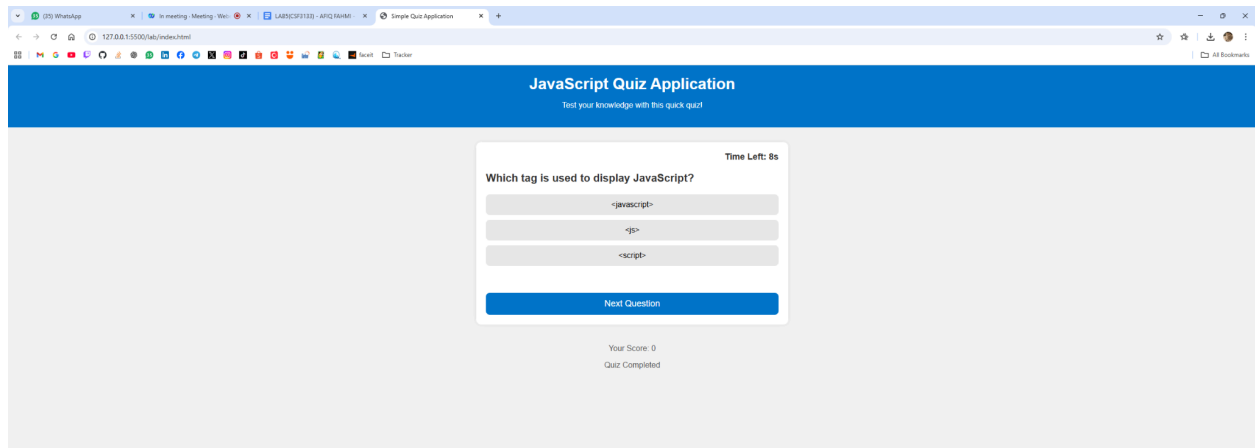 (35) WhatsApp
In meeting - Meeting - Web
LAB5(CSF3133) - AFIQ FAHMI -
Simple Quiz Application
127.0.0.1:5500/lab/index.html
faceit
Tracker
All Bookmarks
JavaScript Quiz Application
Test your knowledge with this quick quiz!
Time Left: 8s
Which tag is used to display JavaScript?
<javascript>
<js>
<script>
Next Question
Your Score: 0
Quiz Completed